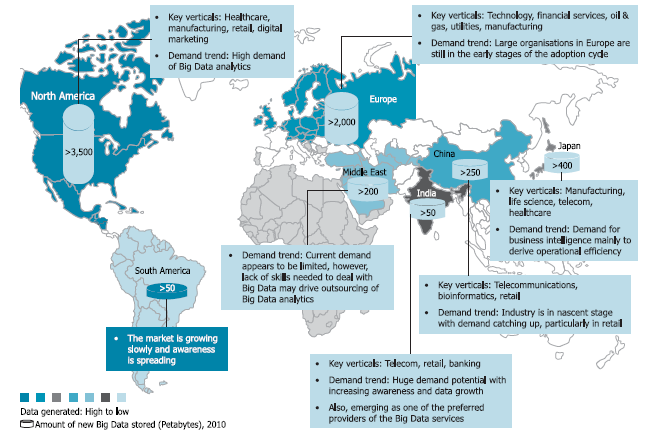 • Key verticals: Healthcare,
manufacturing, retail, digital
marketing
• Demand trend: High demand
of Big Data analytics
• Key verticals: Technology, financial services, oil &
gas, utilities, manufacturing
• Demand trend: Large organisations in Europe are
still in the early stages of the adoption cycle
North America
>3,500
Europe
>2,000
China
>250
Japan
>400
Middle East
>200
India
>50
• Key verticals: Manufacturing,
life science, telecom,
healthcare
• Demand trend: Demand for
business intelligence mainly to
derive operational efficiency
• Demand trend: Current demand
appears to be limited, however,
lack of skills needed to deal with
Big Data may drive outsourcing of
Big Data analytics
South America
>50
• The market is growing
slowly and awareness
is spreading
• Key verticals: Telecommunications,
bioinformatics, retail
• Demand trend: Industry is in nascent stage
with demand catching up, particularly in retail
• Key verticals: Telecom, retail, banking
• Demand trend: Huge demand potential with
increasing awareness and data growth
• Also, emerging as one of the preferred
providers of the Big Data services
Data generated: High to low
Amount of new Big Data stored (Petabytes), 2010